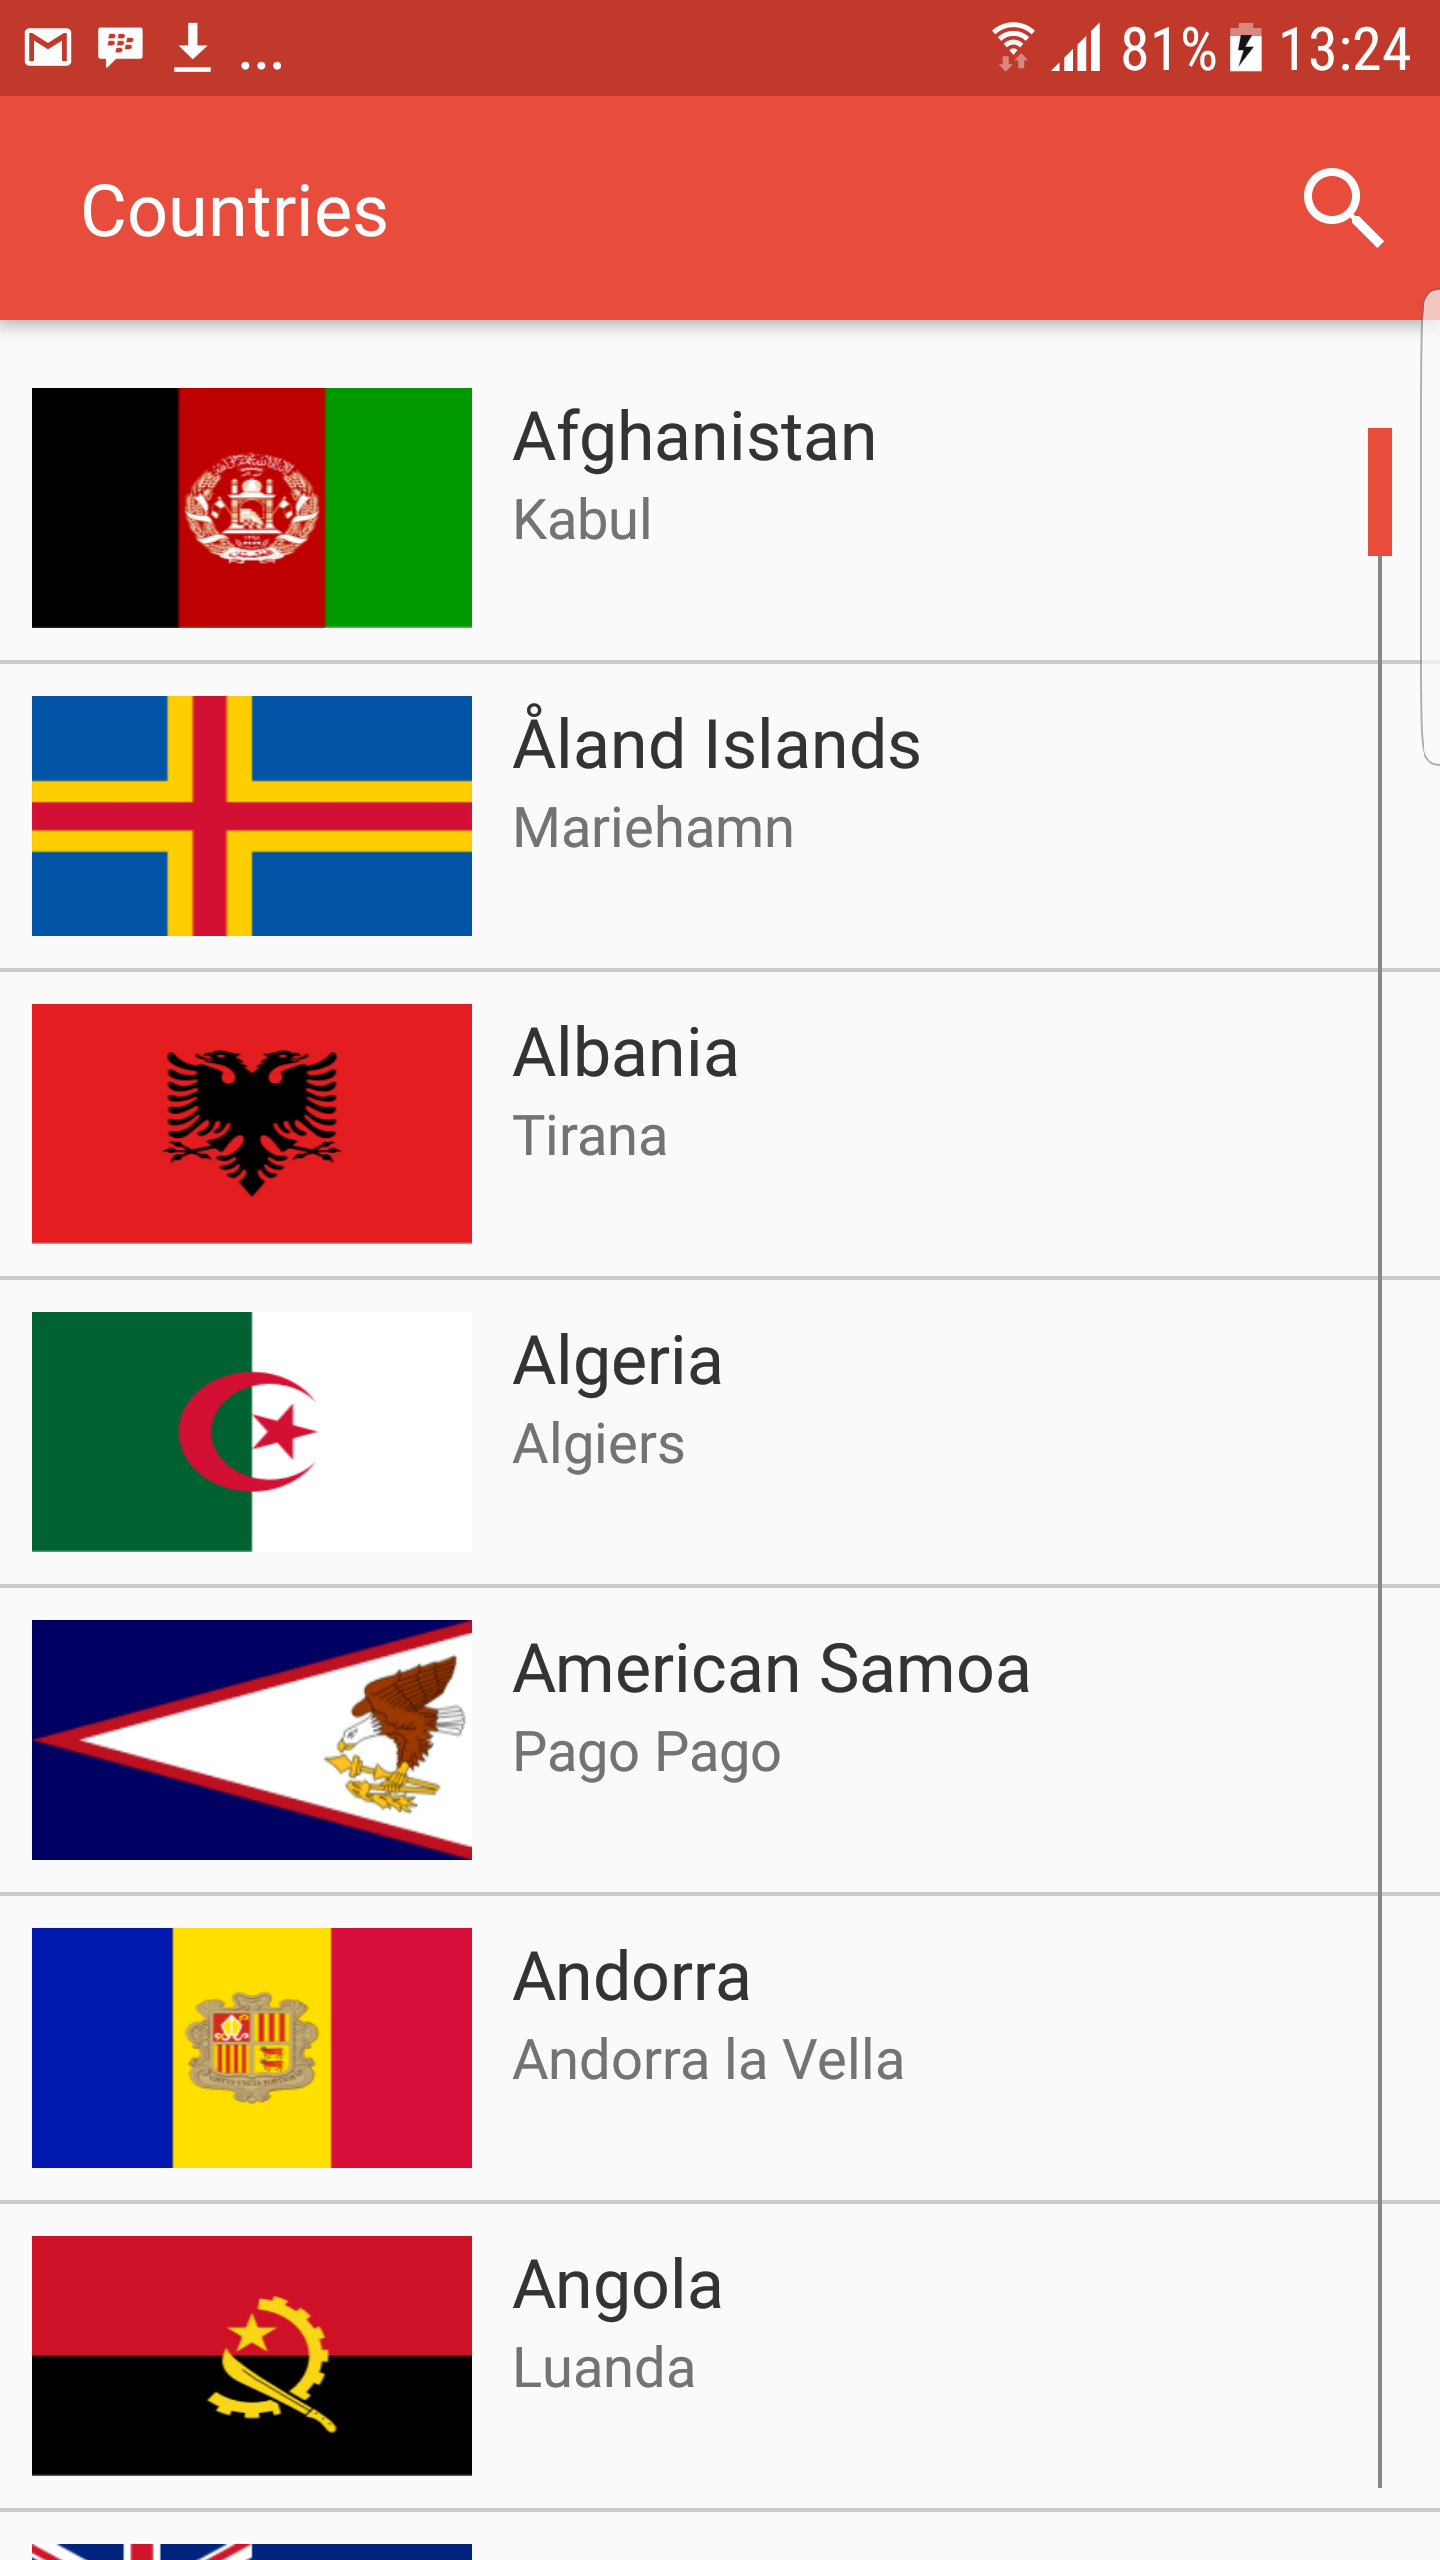 ... 81% 13:24
Countries
Afghanistan
Kabul
Åland Islands
Mariehamn
Albania
Tirana
Algeria
Algiers
American Samoa
Pago Pago
Andorra
Andorra la Vella
Angola
Luanda